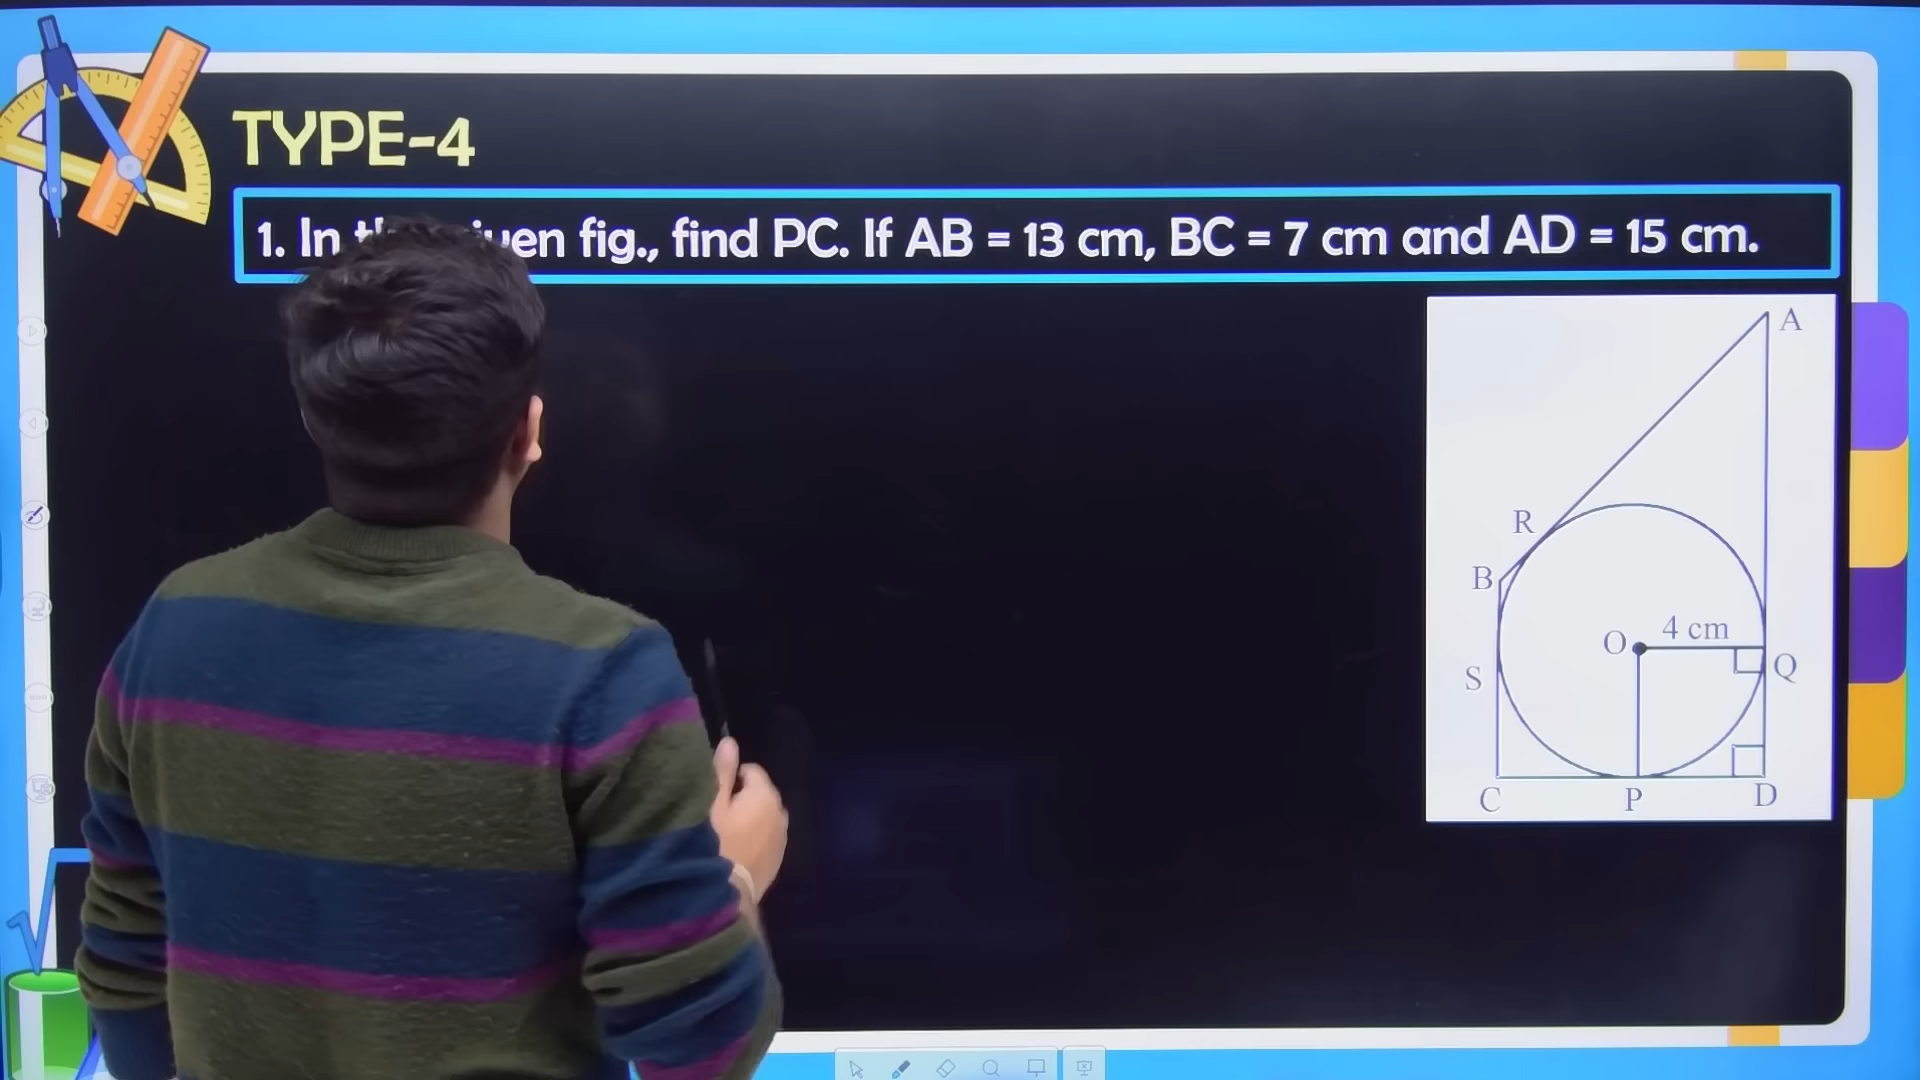 TYPE-4
1. In en fig., find PC. If AB = 13 cm, BC = 7 cm and AD = 15 cm.
A
R
B
4 cm
O
Q
S
C P D